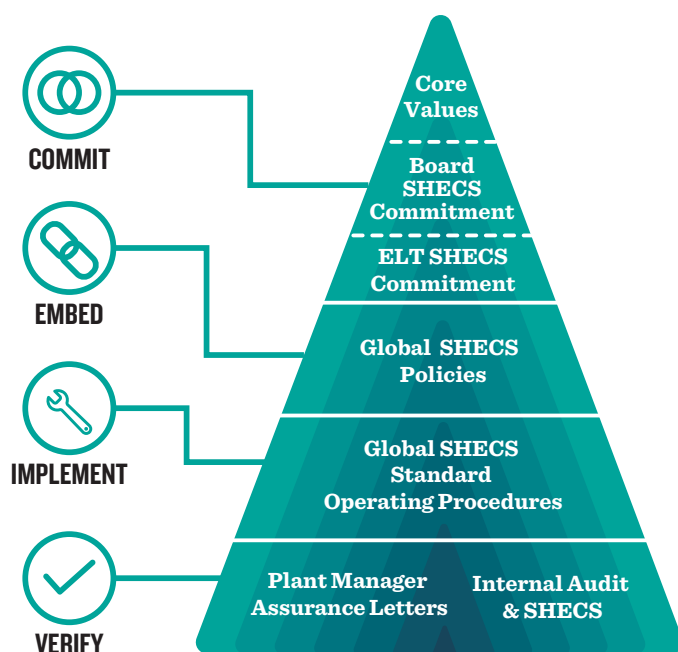 COMMIT
EMBED
IMPLEMENT
VERIFY
Core
Values
Board
SHECS
Commitment
ELT SHECS
Commitment
Global SHECS
Policies
Global SHECS
Standard
Operating Procedures
Plant Manager
Assurance Letters
Internal Audit
& SHECS